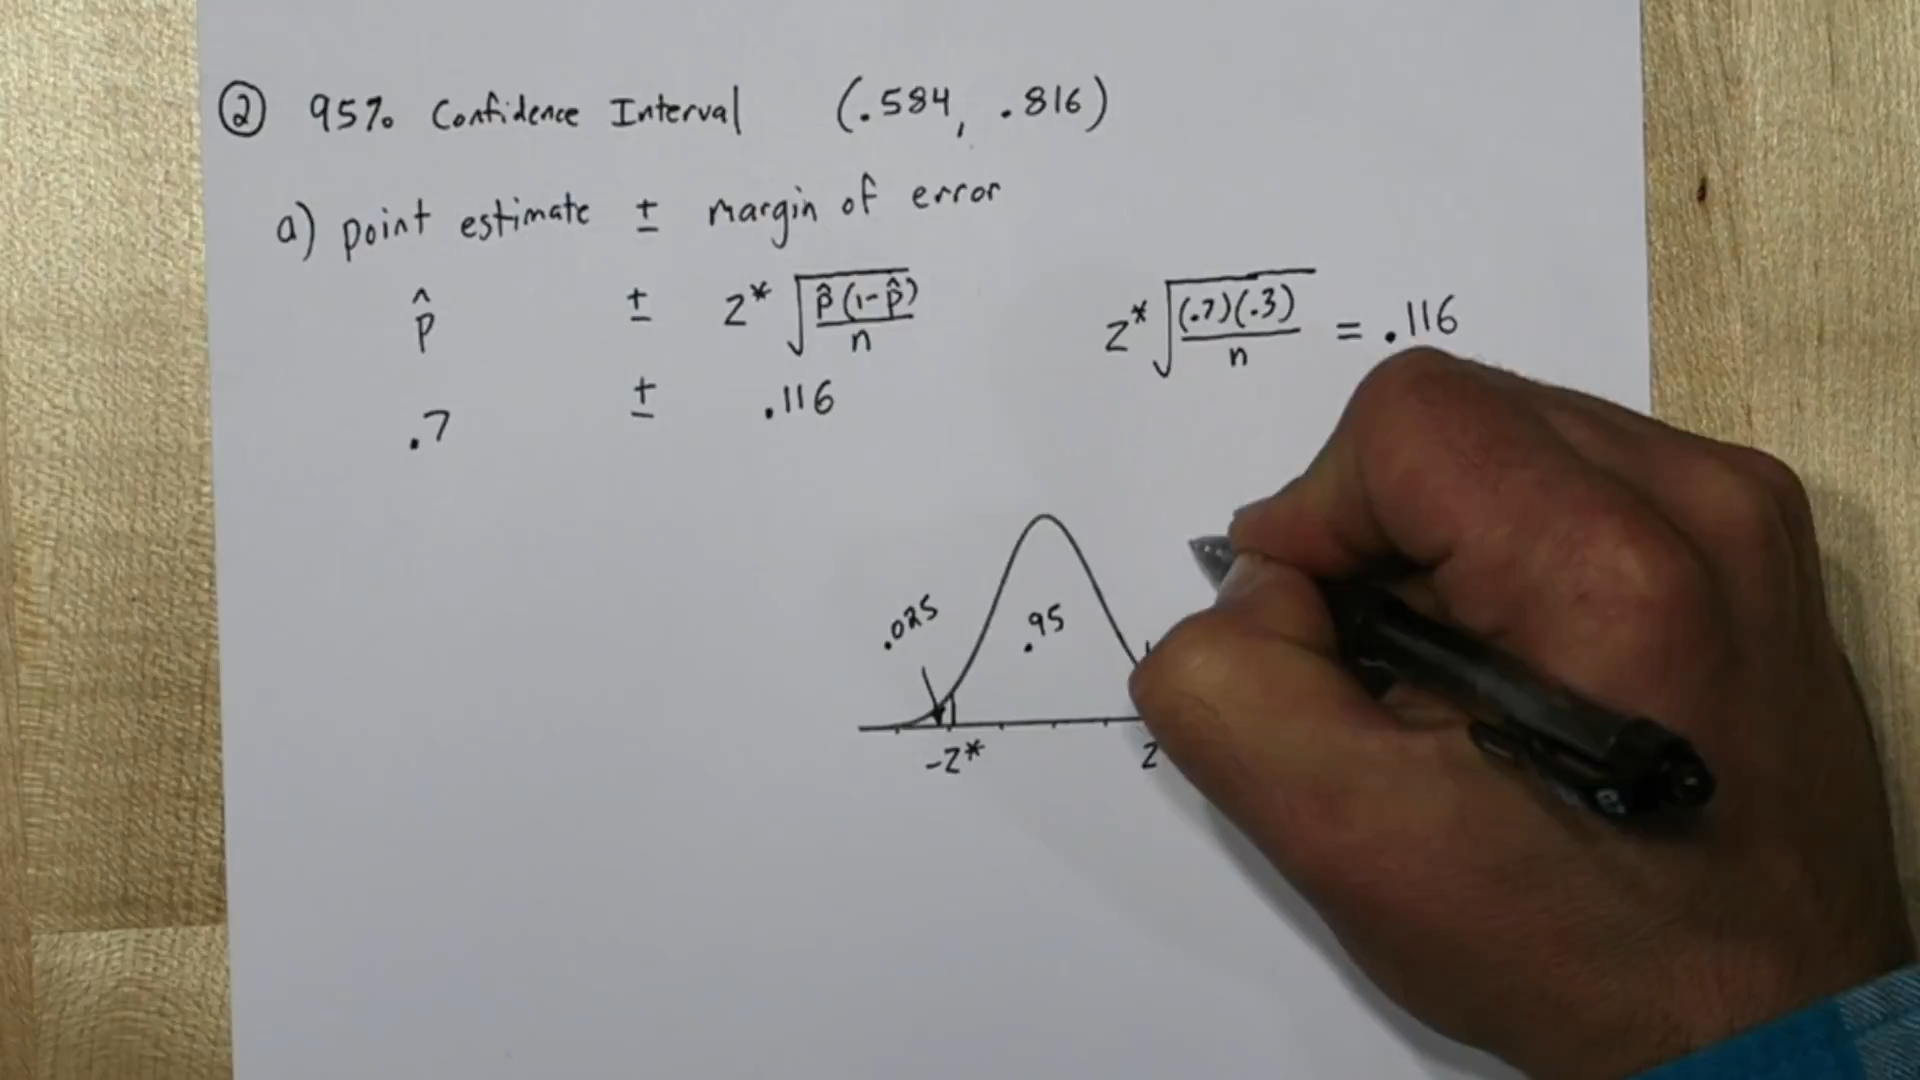 ② 95% Confidence Interval (.584, .816)
a) point estimate ± margin of error
p̂ ± z* √(p̂(1-p̂)/n) z* √((.7)(.3)/n) = .116
.7 ± .116
.025 .95
-z* z